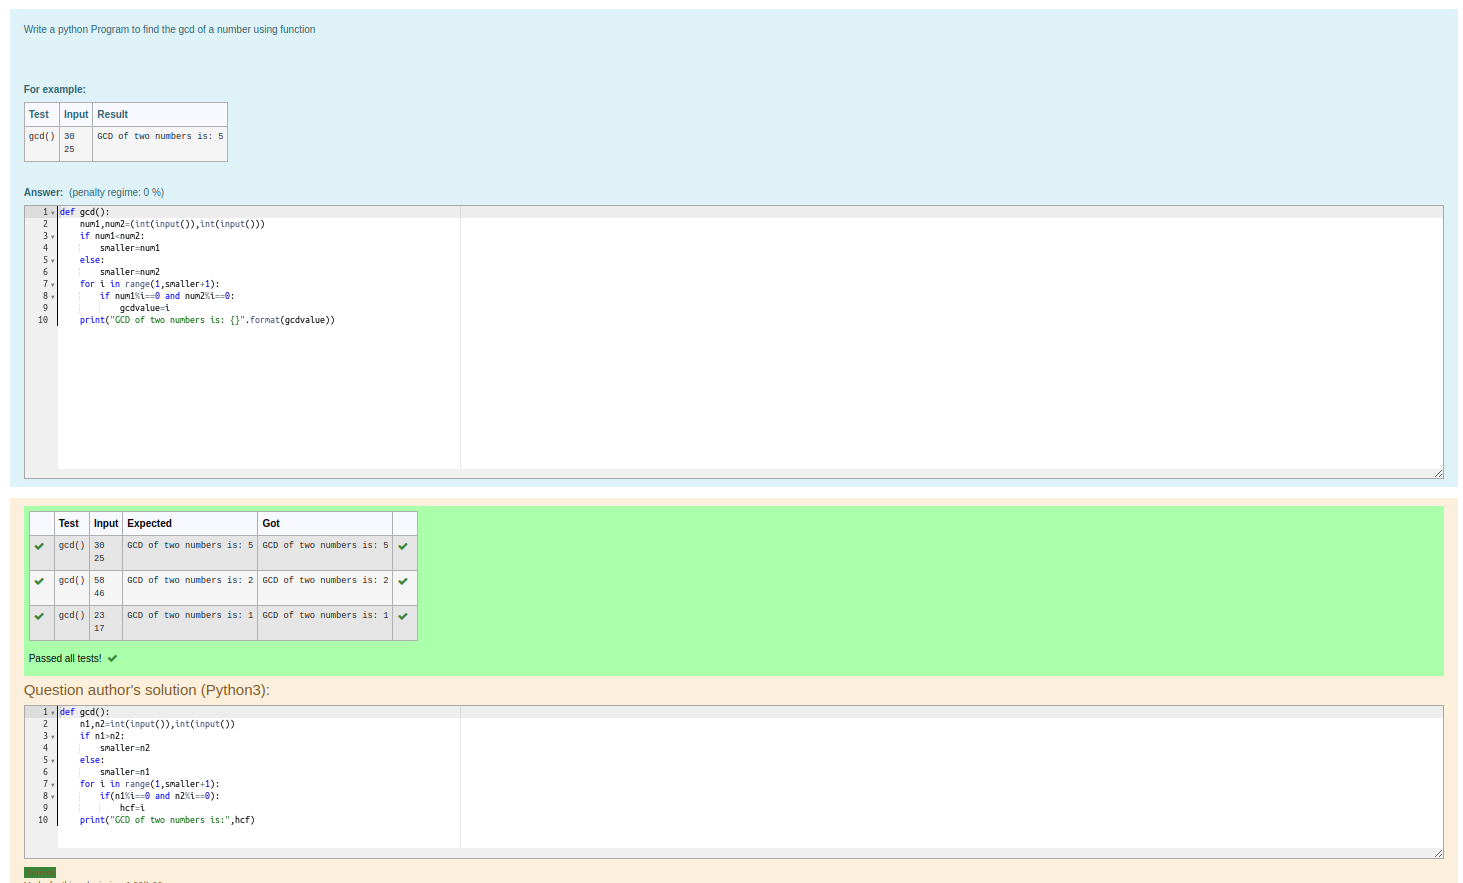 Write a python Program to find the gcd of a number using function
For example:
Test Input Result
gcd() 30 GCD of two numbers is: 5
25
Answer: (penalty regime: 0 %)
1 def gcd():
2 num1,num2=(int(input()),int(input()))
3 if num1<num2:
4 smaller=num1
5 else:
6 smaller=num2
7 for i in range(1,smaller+1):
8 if num1%i==0 and num2%i==0:
9 gcdvalue=i
10 print("GCD of two numbers is: {}".format(gcdvalue))
Test Input Expected Got
gcd() 30 GCD of two numbers is: 5 GCD of two numbers is: 5
25
gcd() 58 GCD of two numbers is: 2 GCD of two numbers is: 2
46
gcd() 23 GCD of two numbers is: 1 GCD of two numbers is: 1
17
Passed all tests!
Question author's solution (Python3):
1 def gcd():
2 n1,n2=int(input()),int(input())
3 if n1>n2:
4 smaller=n2
5 else:
6 smaller=n1
7 for i in range(1,smaller+1):
8 if(n1%i==0 and n2%i==0):
9 hcf=i
10 print("GCD of two numbers is:",hcf)